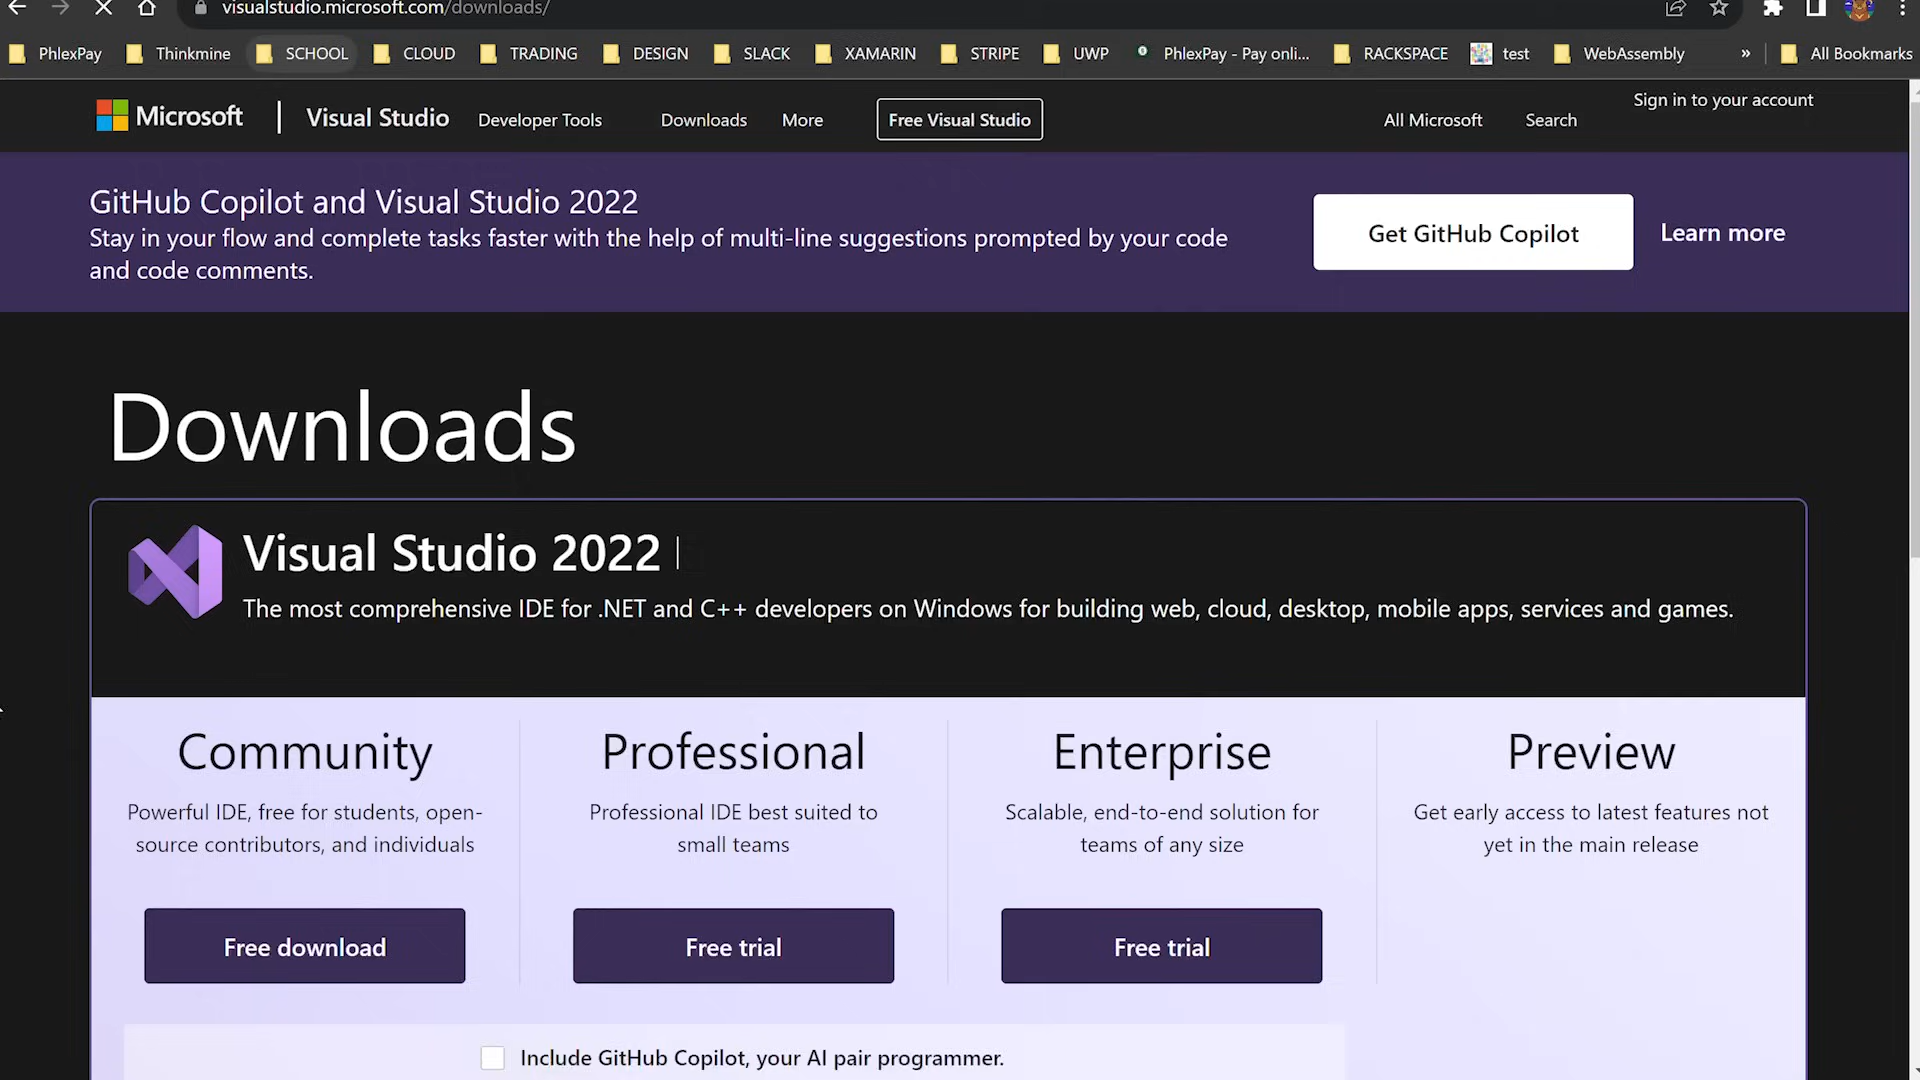 visualstudio.microsoft.com/downloads/
PhlexPay Thinkmine SCHOOL CLOUD TRADING DESIGN SLACK XAMARIN STRIPE UWP PhlexPay - Pay onli... RACKSPACE test WebAssembly » All Bookmarks
Microsoft | Visual Studio Developer Tools Downloads More Free Visual Studio All Microsoft Search Sign in to your account
GitHub Copilot and Visual Studio 2022
Stay in your flow and complete tasks faster with the help of multi-line suggestions prompted by your code
and code comments.
Get GitHub Copilot Learn more
Downloads
Visual Studio 2022 |
The most comprehensive IDE for .NET and C++ developers on Windows for building web, cloud, desktop, mobile apps, services and games.
Community
Powerful IDE, free for students, open-
source contributors, and individuals
Free download
Professional
Professional IDE best suited to
small teams
Free trial
Enterprise
Scalable, end-to-end solution for
teams of any size
Free trial
Preview
Get early access to latest features not
yet in the main release
Include GitHub Copilot, your AI pair programmer.